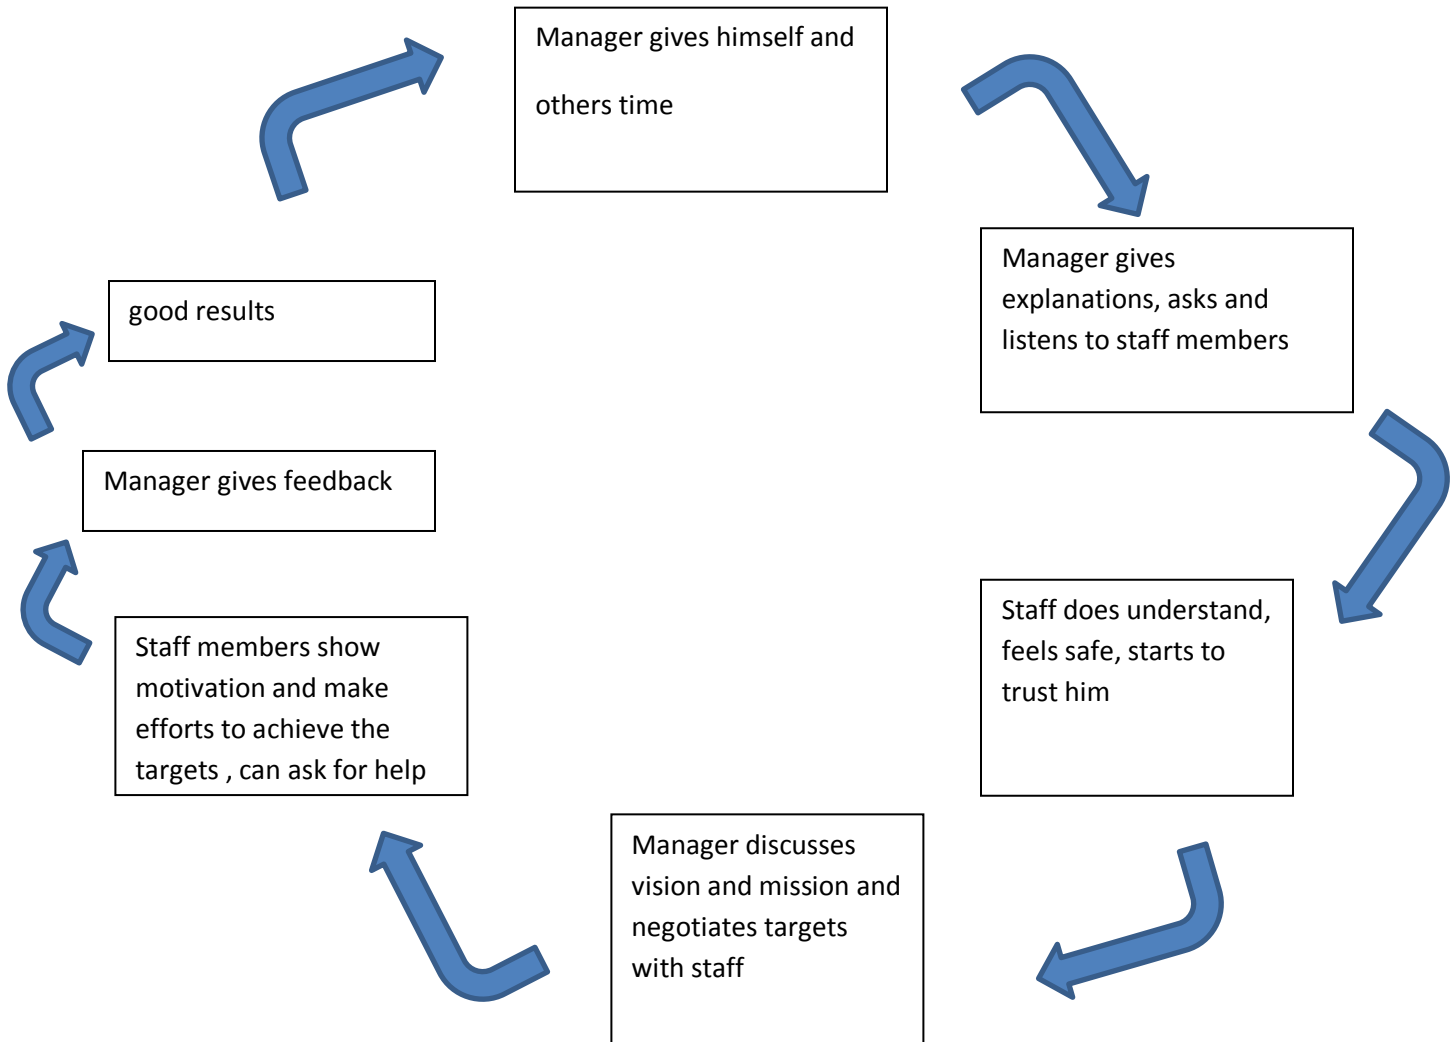 Manager gives himself and
others time
Manager gives
explanations, asks and
listens to staff members
Staff does understand,
feels safe, starts to
trust him
Manager discusses
vision and mission and
negotiates targets
with staff
Staff members show
motivation and make
efforts to achieve the
targets , can ask for help
Manager gives feedback
good results